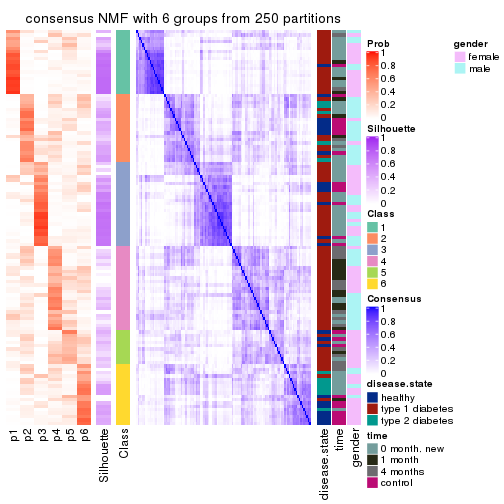 consensus NMF with 6 groups from 250 partitions
p1
p2
p3
p4
p5
p6
Silhouette
Class
disease.state
time
gender
Prob
1
0.8
0.6
0.4
0.2
0
Silhouette
1
0.8
0.6
0.4
0.2
0
Class
1
2
3
4
5
6
Consensus
1
0.8
0.6
0.4
0.2
0
disease.state
healthy
type 1 diabetes
type 2 diabetes
time
0 month, new
1 month
4 months
control
gender
female
male